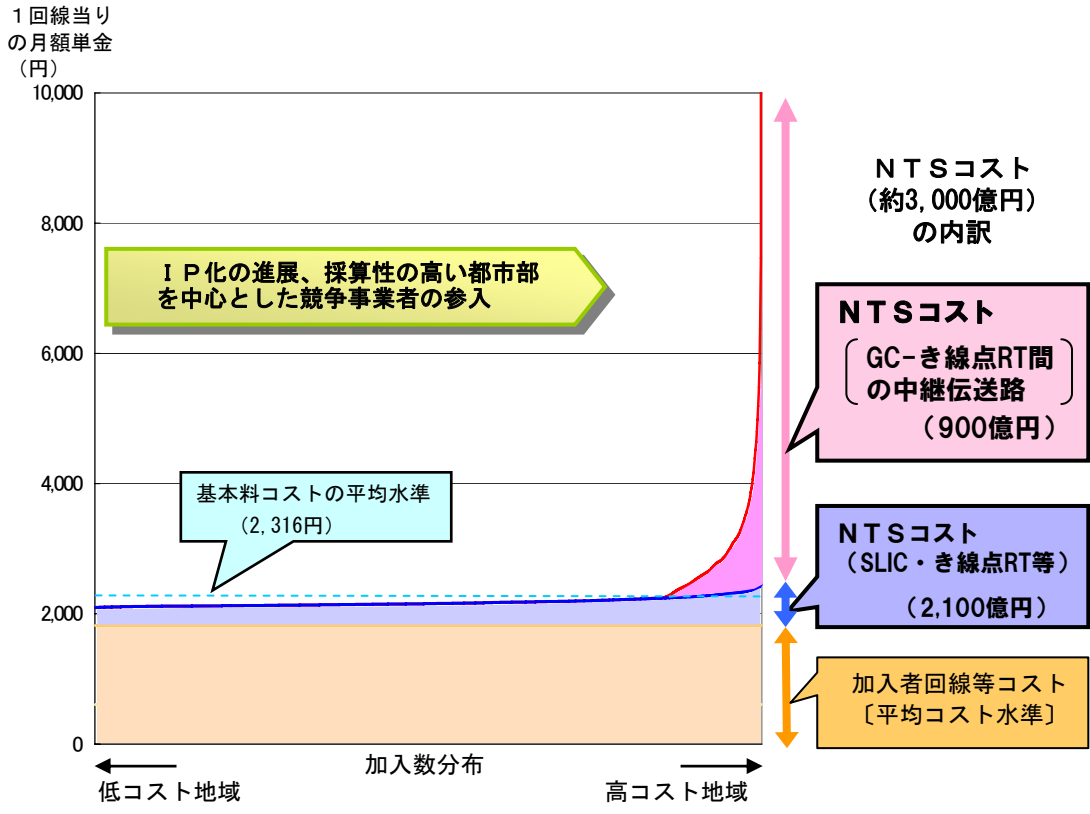 １回線当り
の月額単金
（円）
10,000
8,000
6,000
4,000
2,000
0
ＩＰ化の進展、採算性の高い都市部
を中心とした競争事業者の参入
基本料コストの平均水準
（2,316円）
加入数分布
低コスト地域
高コスト地域
ＮＴＳコスト
（約3,000億円）
の内訳
ＮＴＳコスト
GC-き線点RT間
の中継伝送路
（900億円）
ＮＴＳコスト
（SLIC・き線点RT等）
（2,100億円）
加入者回線等コスト
〔平均コスト水準〕